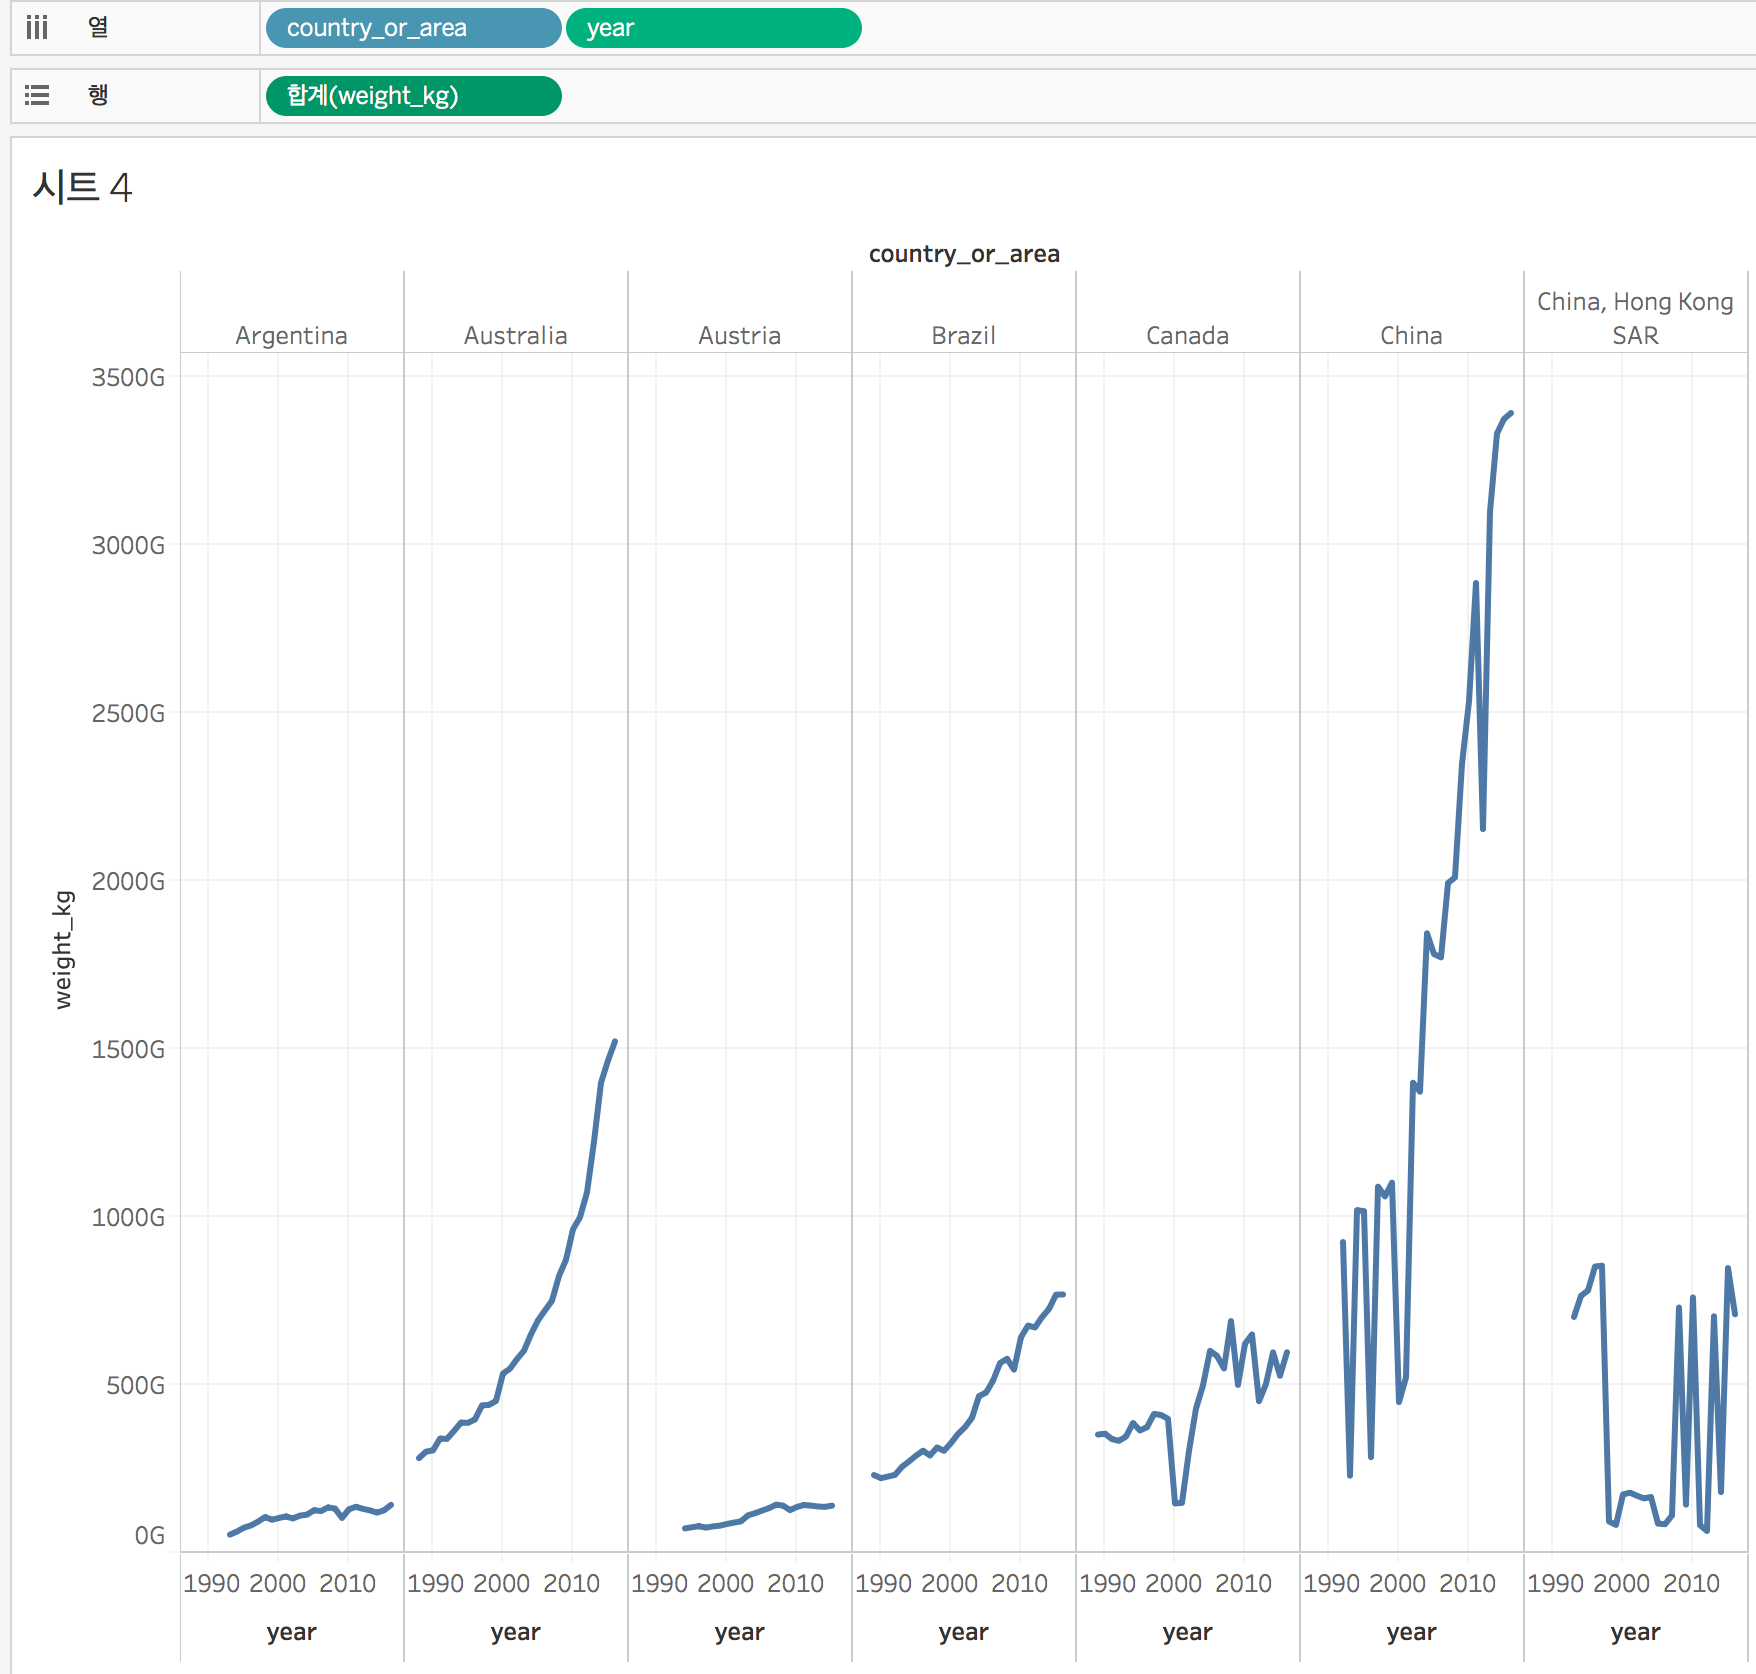 열 country_or_area year
행 합계(weight_kg)
시트 4
country_or_area
Argentina Australia Austria Brazil Canada China China, Hong Kong SAR
3500G
3000G
2500G
2000G
1500G
1000G
500G
0G
weight_kg
1990 2000 2010 1990 2000 2010 1990 2000 2010 1990 2000 2010 1990 2000 2010 1990 2000 2010 1990 2000 2010
year year year year year year year